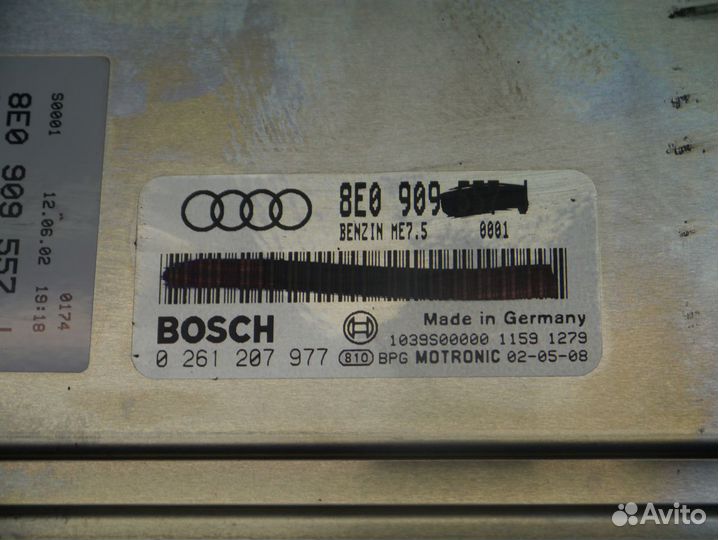 S0001
8E0 909 557
12.06.02 19:18
0174
8E0 909
BENZIN ME7.5 0001
BOSCH
Made in Germany
0 261 207 977
1039S00000 1159 1279
810 BPG MOTRONIC 02-05-08
Avito